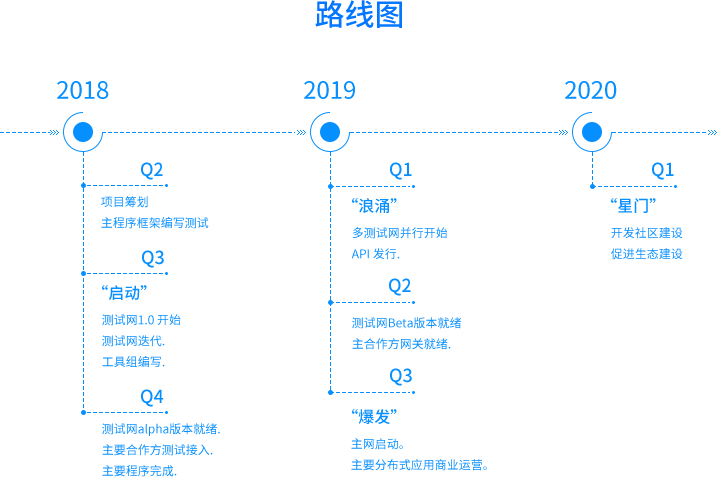 路线图
2018
Q2
项目筹划
主程序框架编写测试
Q3
“启动”
测试网1.0 开始
测试网迭代.
工具组编写.
Q4
测试网alpha版本就绪.
主要合作方测试接入.
主要程序完成.
2019
Q1
“浪涌”
多测试网并行开始
API 发行.
Q2
测试网Beta版本就绪
主合作方网关就绪.
Q3
“爆发”
主网启动。
主要分布式应用商业运营。
2020
Q1
“星门”
开发社区建设
促进生态建设